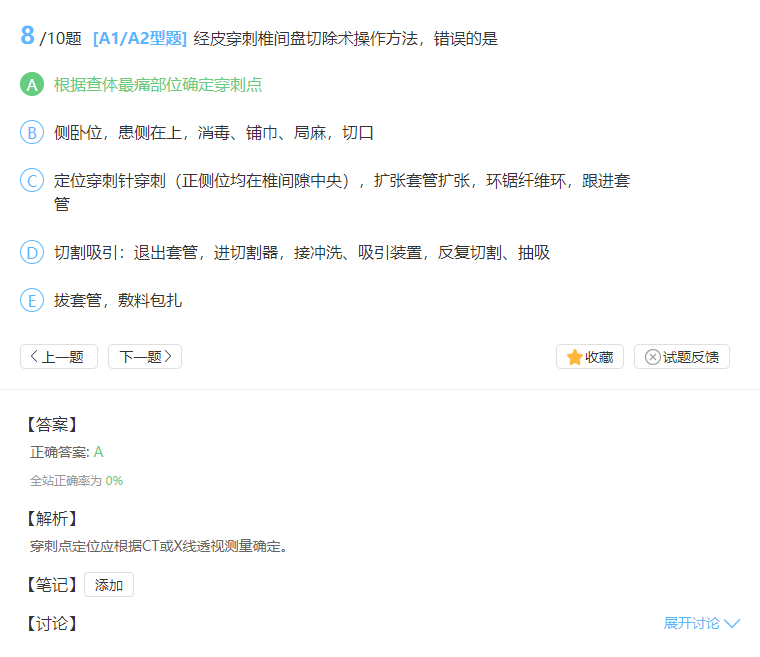 8 /10题 [A1/A2型题] 经皮穿刺椎间盘切除术操作方法，错误的是
A 根据查体最痛部位确定穿刺点
B 侧卧位，患侧在上，消毒、铺巾、局麻，切口
C 定位穿刺针穿刺（正侧位均在椎间隙中央），扩张套管扩张，环锯纤维环，跟进套
管
D 切割吸引：退出套管，进切割器，接冲洗、吸引装置，反复切割、抽吸
E 拔套管，敷料包扎
上一题 下一题 收藏 试题反馈
【答案】
正确答案: A
全站正确率为 0%
【解析】
穿刺点定位应根据CT或X线透视测量确定。
【笔记】 添加
【讨论】 展开讨论